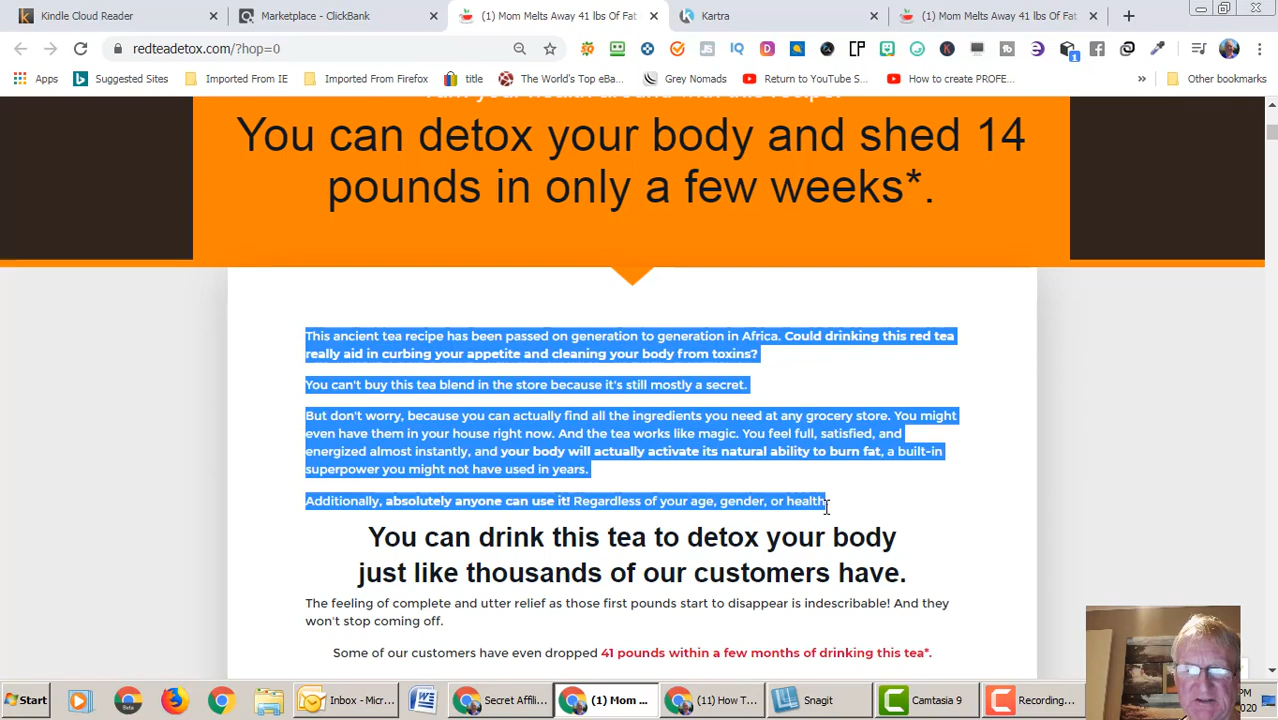 Kindle Cloud Reader
Marketplace - ClickBank
(1) Mom Melts Away 41 lbs Of Fat
Kartra
(1) Mom Melts Away 41 lbs Of Fat
redteadetox.com/?hop=0
Apps
Suggested Sites
Imported From IE
Imported From Firefox
title
The World's Top eBa...
Grey Nomads
Return to YouTube S...
How to create PROFE...
Other bookmarks
You can detox your body and shed 14
pounds in only a few weeks*.
This ancient tea recipe has been passed on generation to generation in Africa. Could drinking this red tea
really aid in curbing your appetite and cleaning your body from toxins?
You can't buy this tea blend in the store because it's still mostly a secret.
But don't worry, because you can actually find all the ingredients you need at any grocery store. You might
even have them in your house right now. And the tea works like magic. You feel full, satisfied, and
energized almost instantly, and your body will actually activate its natural ability to burn fat, a built-in
superpower you might not have used in years.
Additionally, absolutely anyone can use it! Regardless of your age, gender, or health
You can drink this tea to detox your body
just like thousands of our customers have.
The feeling of complete and utter relief as those first pounds start to disappear is indescribable! And they
won't stop coming off.
Some of our customers have even dropped 41 pounds within a few months of drinking this tea*.
Start
Inbox - Micr...
Secret Affili...
(1) Mom ...
(11) How T...
Snagit
Camtasia 9
Recording...